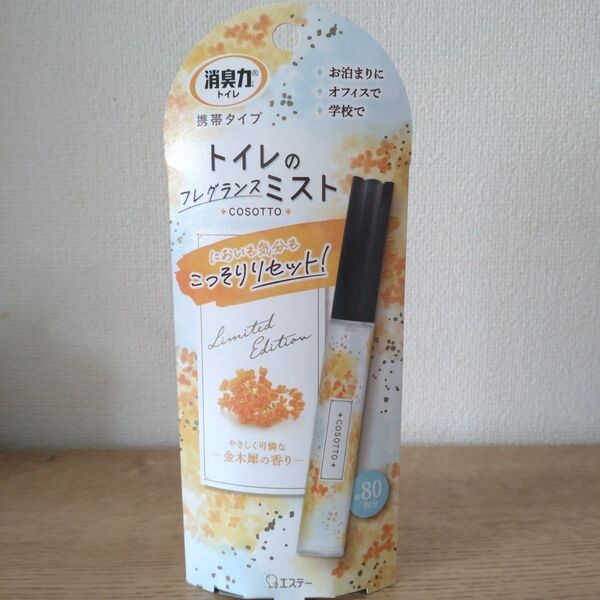 消臭力®
トイレ
携帯タイプ
お泊まりに
オフィスで
学校で
トイレの
フレグランスミスト
COSOTTO
においも気分も
こっそりリセット!
Limited
Edition
やさしく可憐な
金木犀の香り
COSOTTO
約80回分
エステー